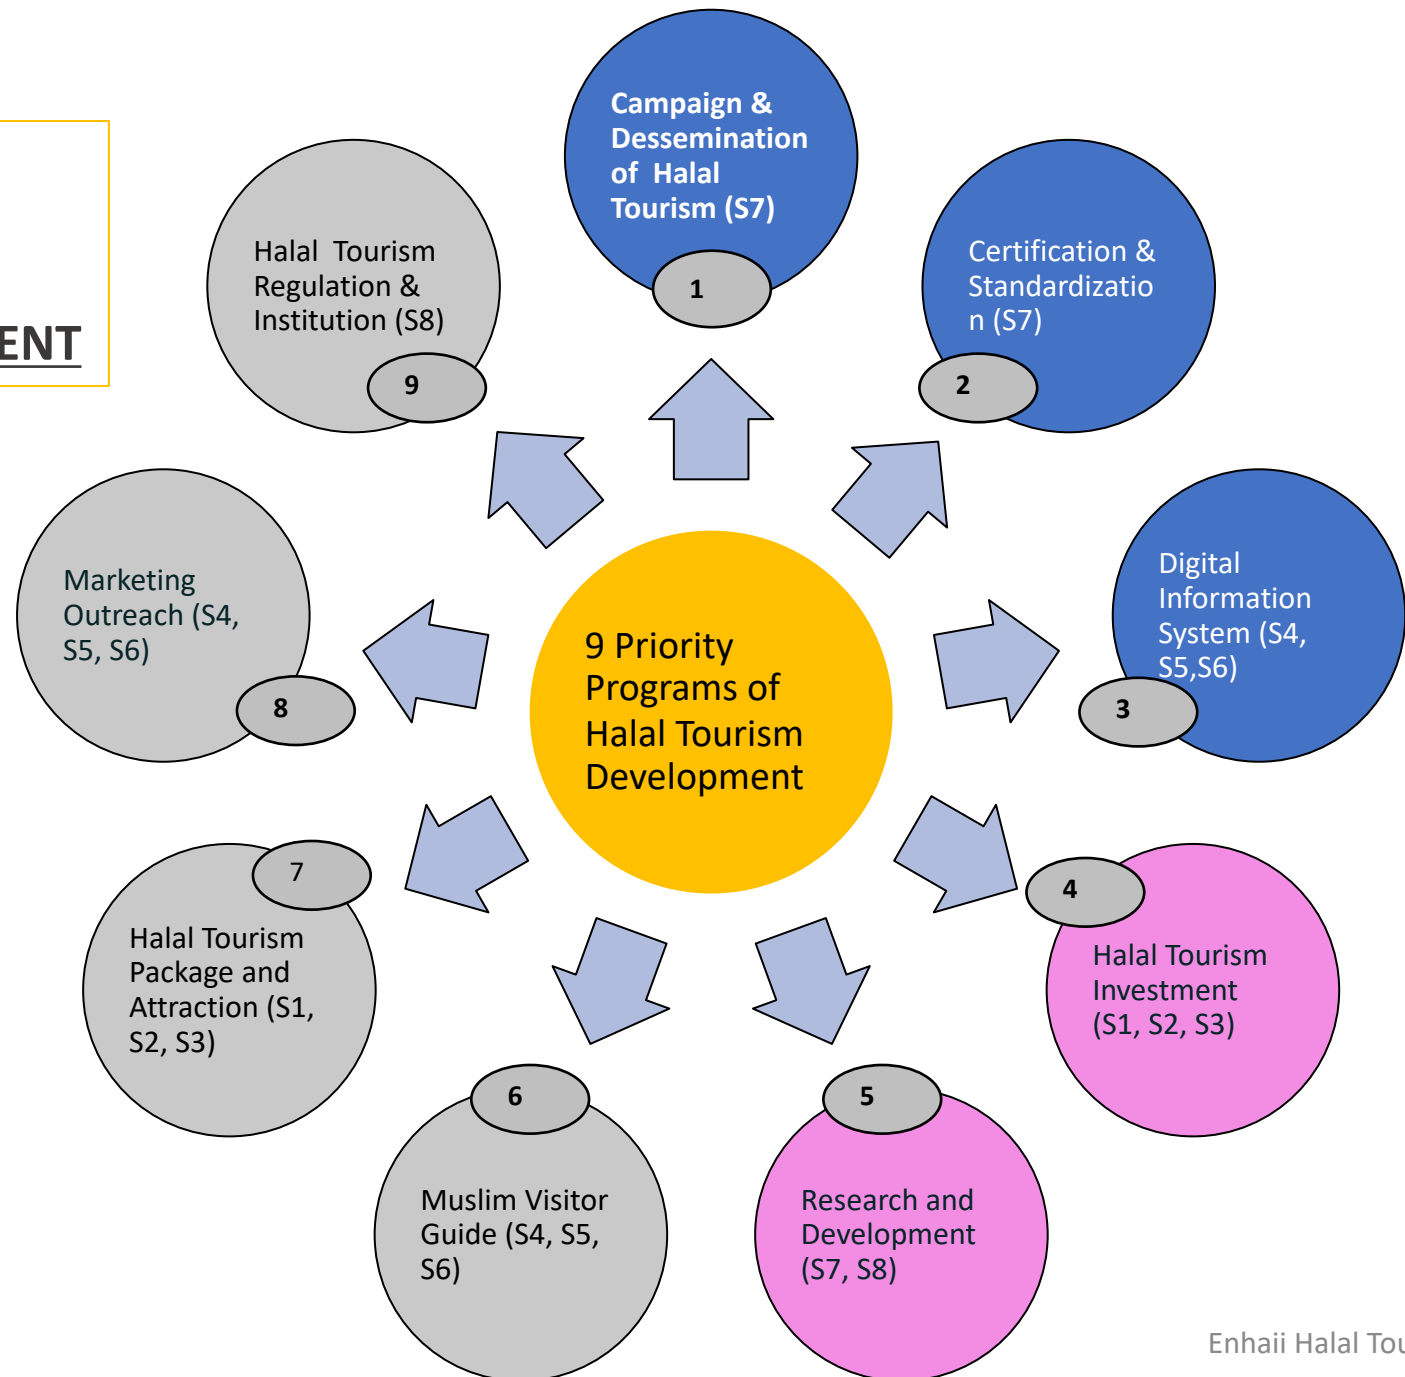 ENT
Campaign &
Dessemination
of Halal
Tourism (S7)
1
Certification &
Standardizatio
n (S7)
2
Digital
Information
System (S4,
S5,S6)
3
4
Halal Tourism
Investment
(S1, S2, S3)
5
Research and
Development
(S7, S8)
6
Muslim Visitor
Guide (S4, S5,
S6)
7
Halal Tourism
Package and
Attraction (S1,
S2, S3)
Marketing
Outreach (S4,
S5, S6)
8
Halal Tourism
Regulation &
Institution (S8)
9
9 Priority
Programs of
Halal Tourism
Development
Enhaii Halal Tou